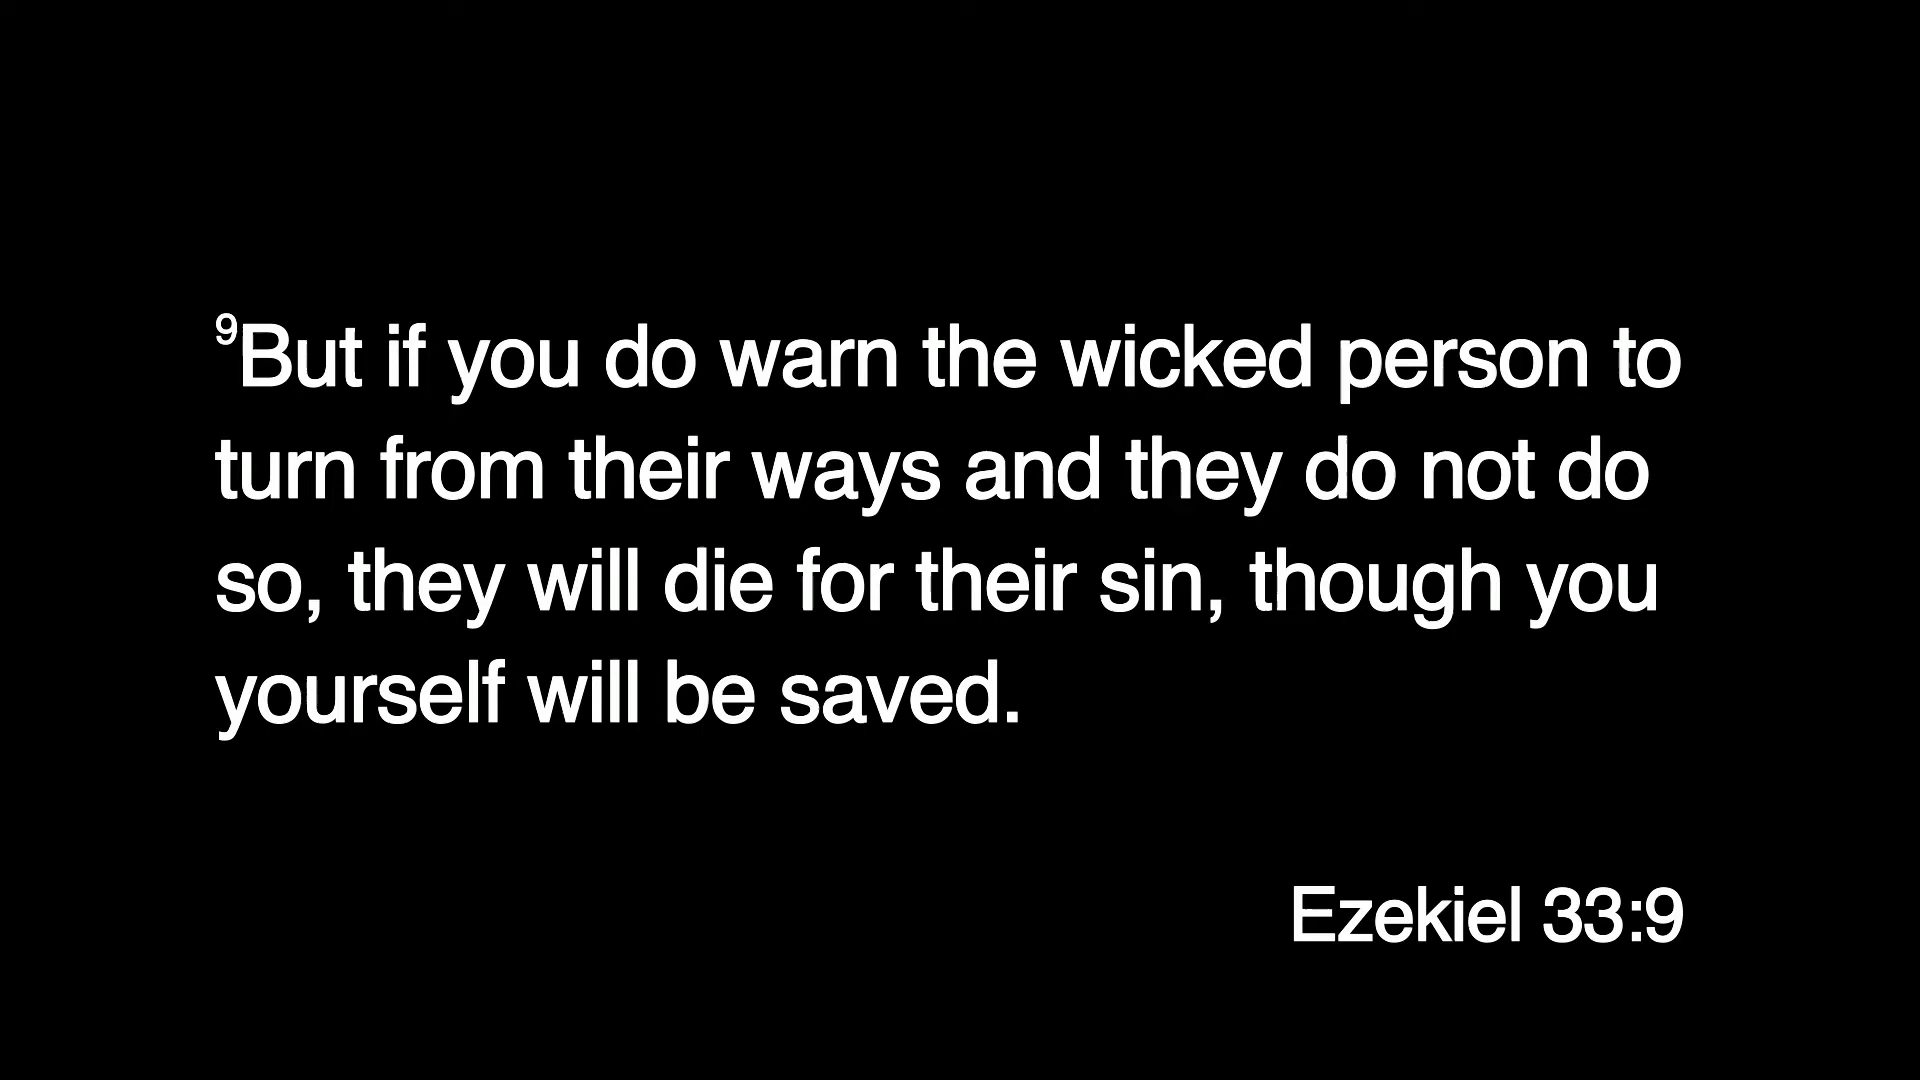 ⁹But if you do warn the wicked person to
turn from their ways and they do not do
so, they will die for their sin, though you
yourself will be saved.
Ezekiel 33:9